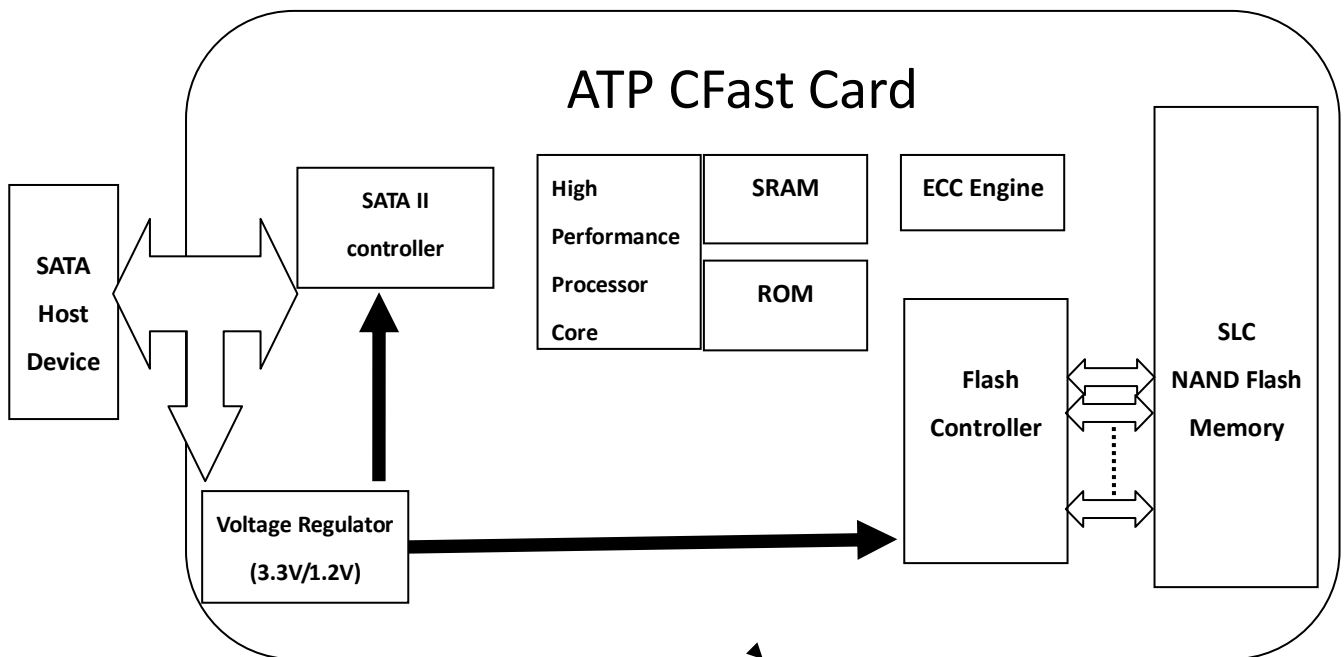 ATP CFast Card
SATA
Host
Device
SATA II
controller
High
Performance
Processor
Core
SRAM
ROM
ECC Engine
Flash
Controller
SLC
NAND Flash
Memory
Voltage Regulator
(3.3V/1.2V)